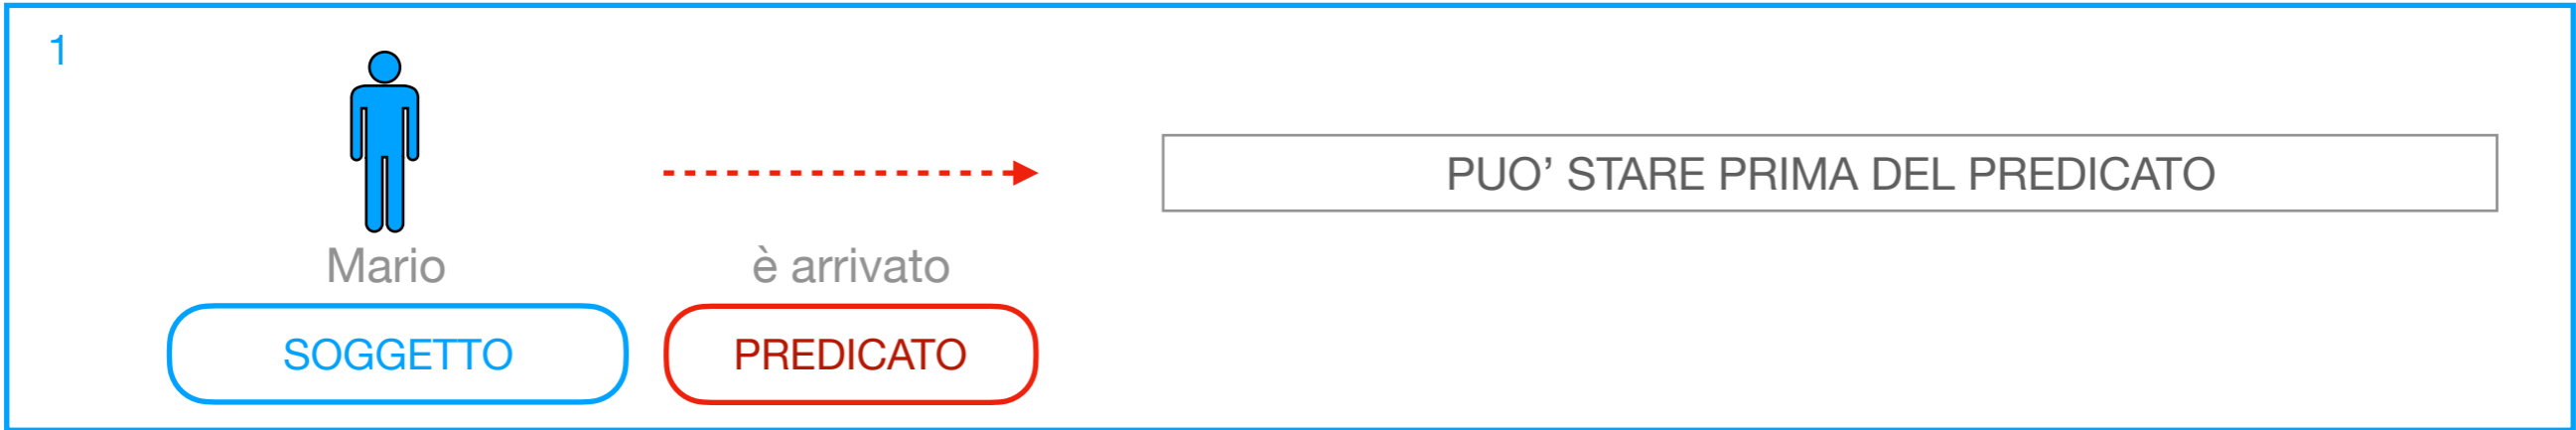 1
PUO’ STARE PRIMA DEL PREDICATO
Mario è arrivato
SOGGETTO PREDICATO